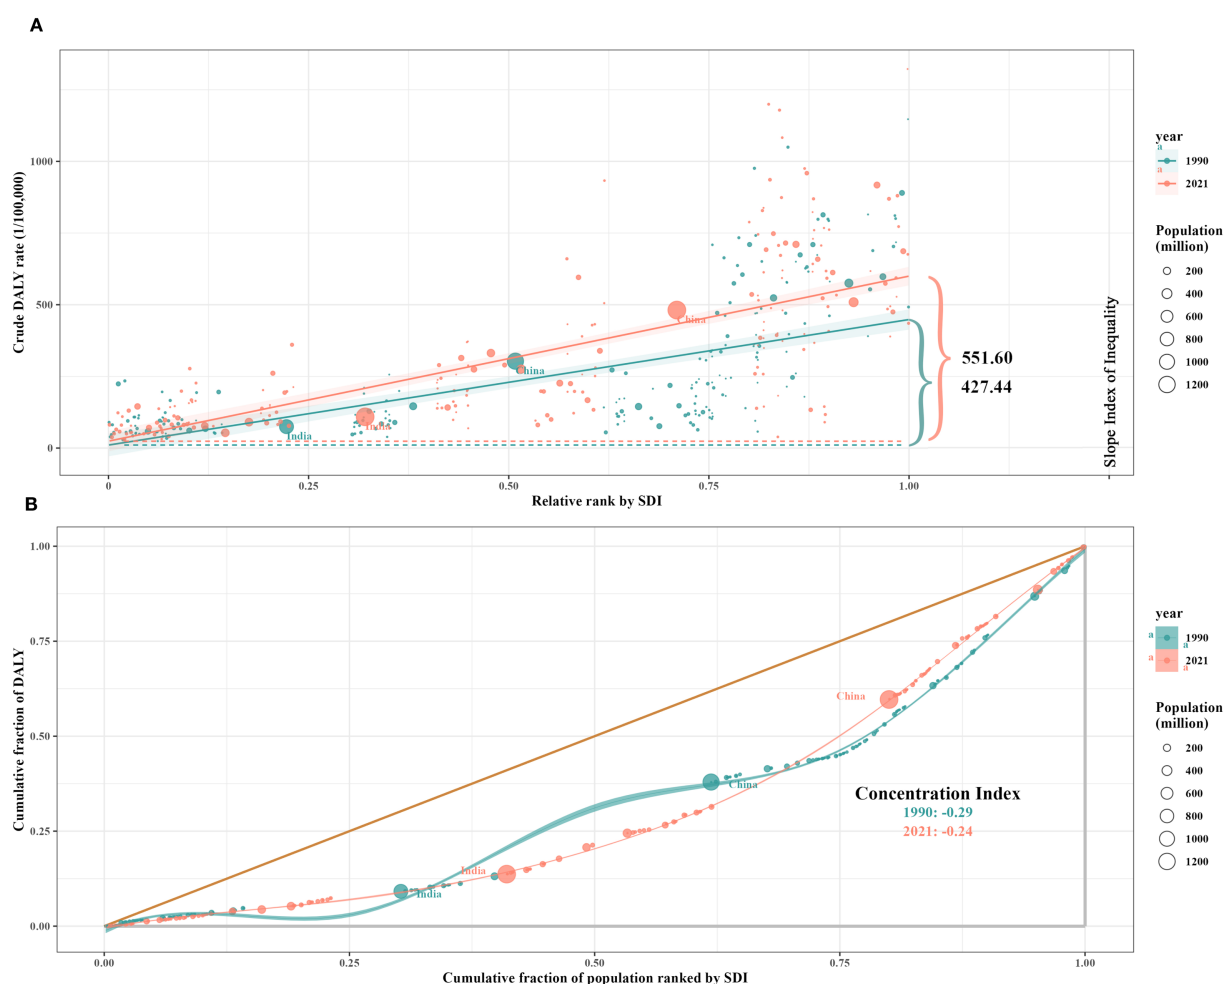 A
Crude DALY rate (1/100,000)
1000
500
0
China
China
India
India
551.60
427.44
Slope Index of Inequality
0
0.25
0.50
0.75
1.00
Relative rank by SDI
year
a
1990
a
2021
Population
(million)
200
400
600
800
1000
1200
B
Cumulative fraction of DALY
1.00
0.75
0.50
0.25
0.00
China
China
India
India
Concentration Index
1990: -0.29
2021: -0.24
0.00
0.25
0.50
0.75
1.00
Cumulative fraction of population ranked by SDI
year
a a 1990
a a 2021
Population
(million)
200
400
600
800
1000
1200